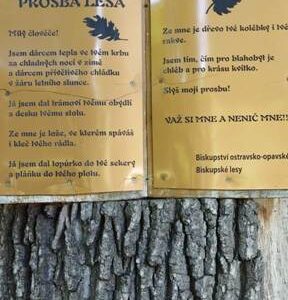 PROSBA LESA
Milý člověče!
Jsem dárcem tepla ve tvém krbu
za chladných nocí v zimě
a dárcem přívětivého chládku
v žáru letního slunce.
Já jsem dal trámoví tvému obydlí
a desku tvému stolu.
Ze mne je lože, ve kterém spáváš
i kleč tvého rádla.
Já jsem dal topůrko do tvé sekery
a plaňku do tvého plotu.
Ze mne je dřevo tvé kolébky i tvé
rakve.
Jsem tím, čím pro blahobyt je
chléb a pro krásu kvítko.
Slyš moji prosbu!
VAŽ SI MNE A NENIČ MNE!
Biskupství ostravsko-opavské
Biskupské lesy